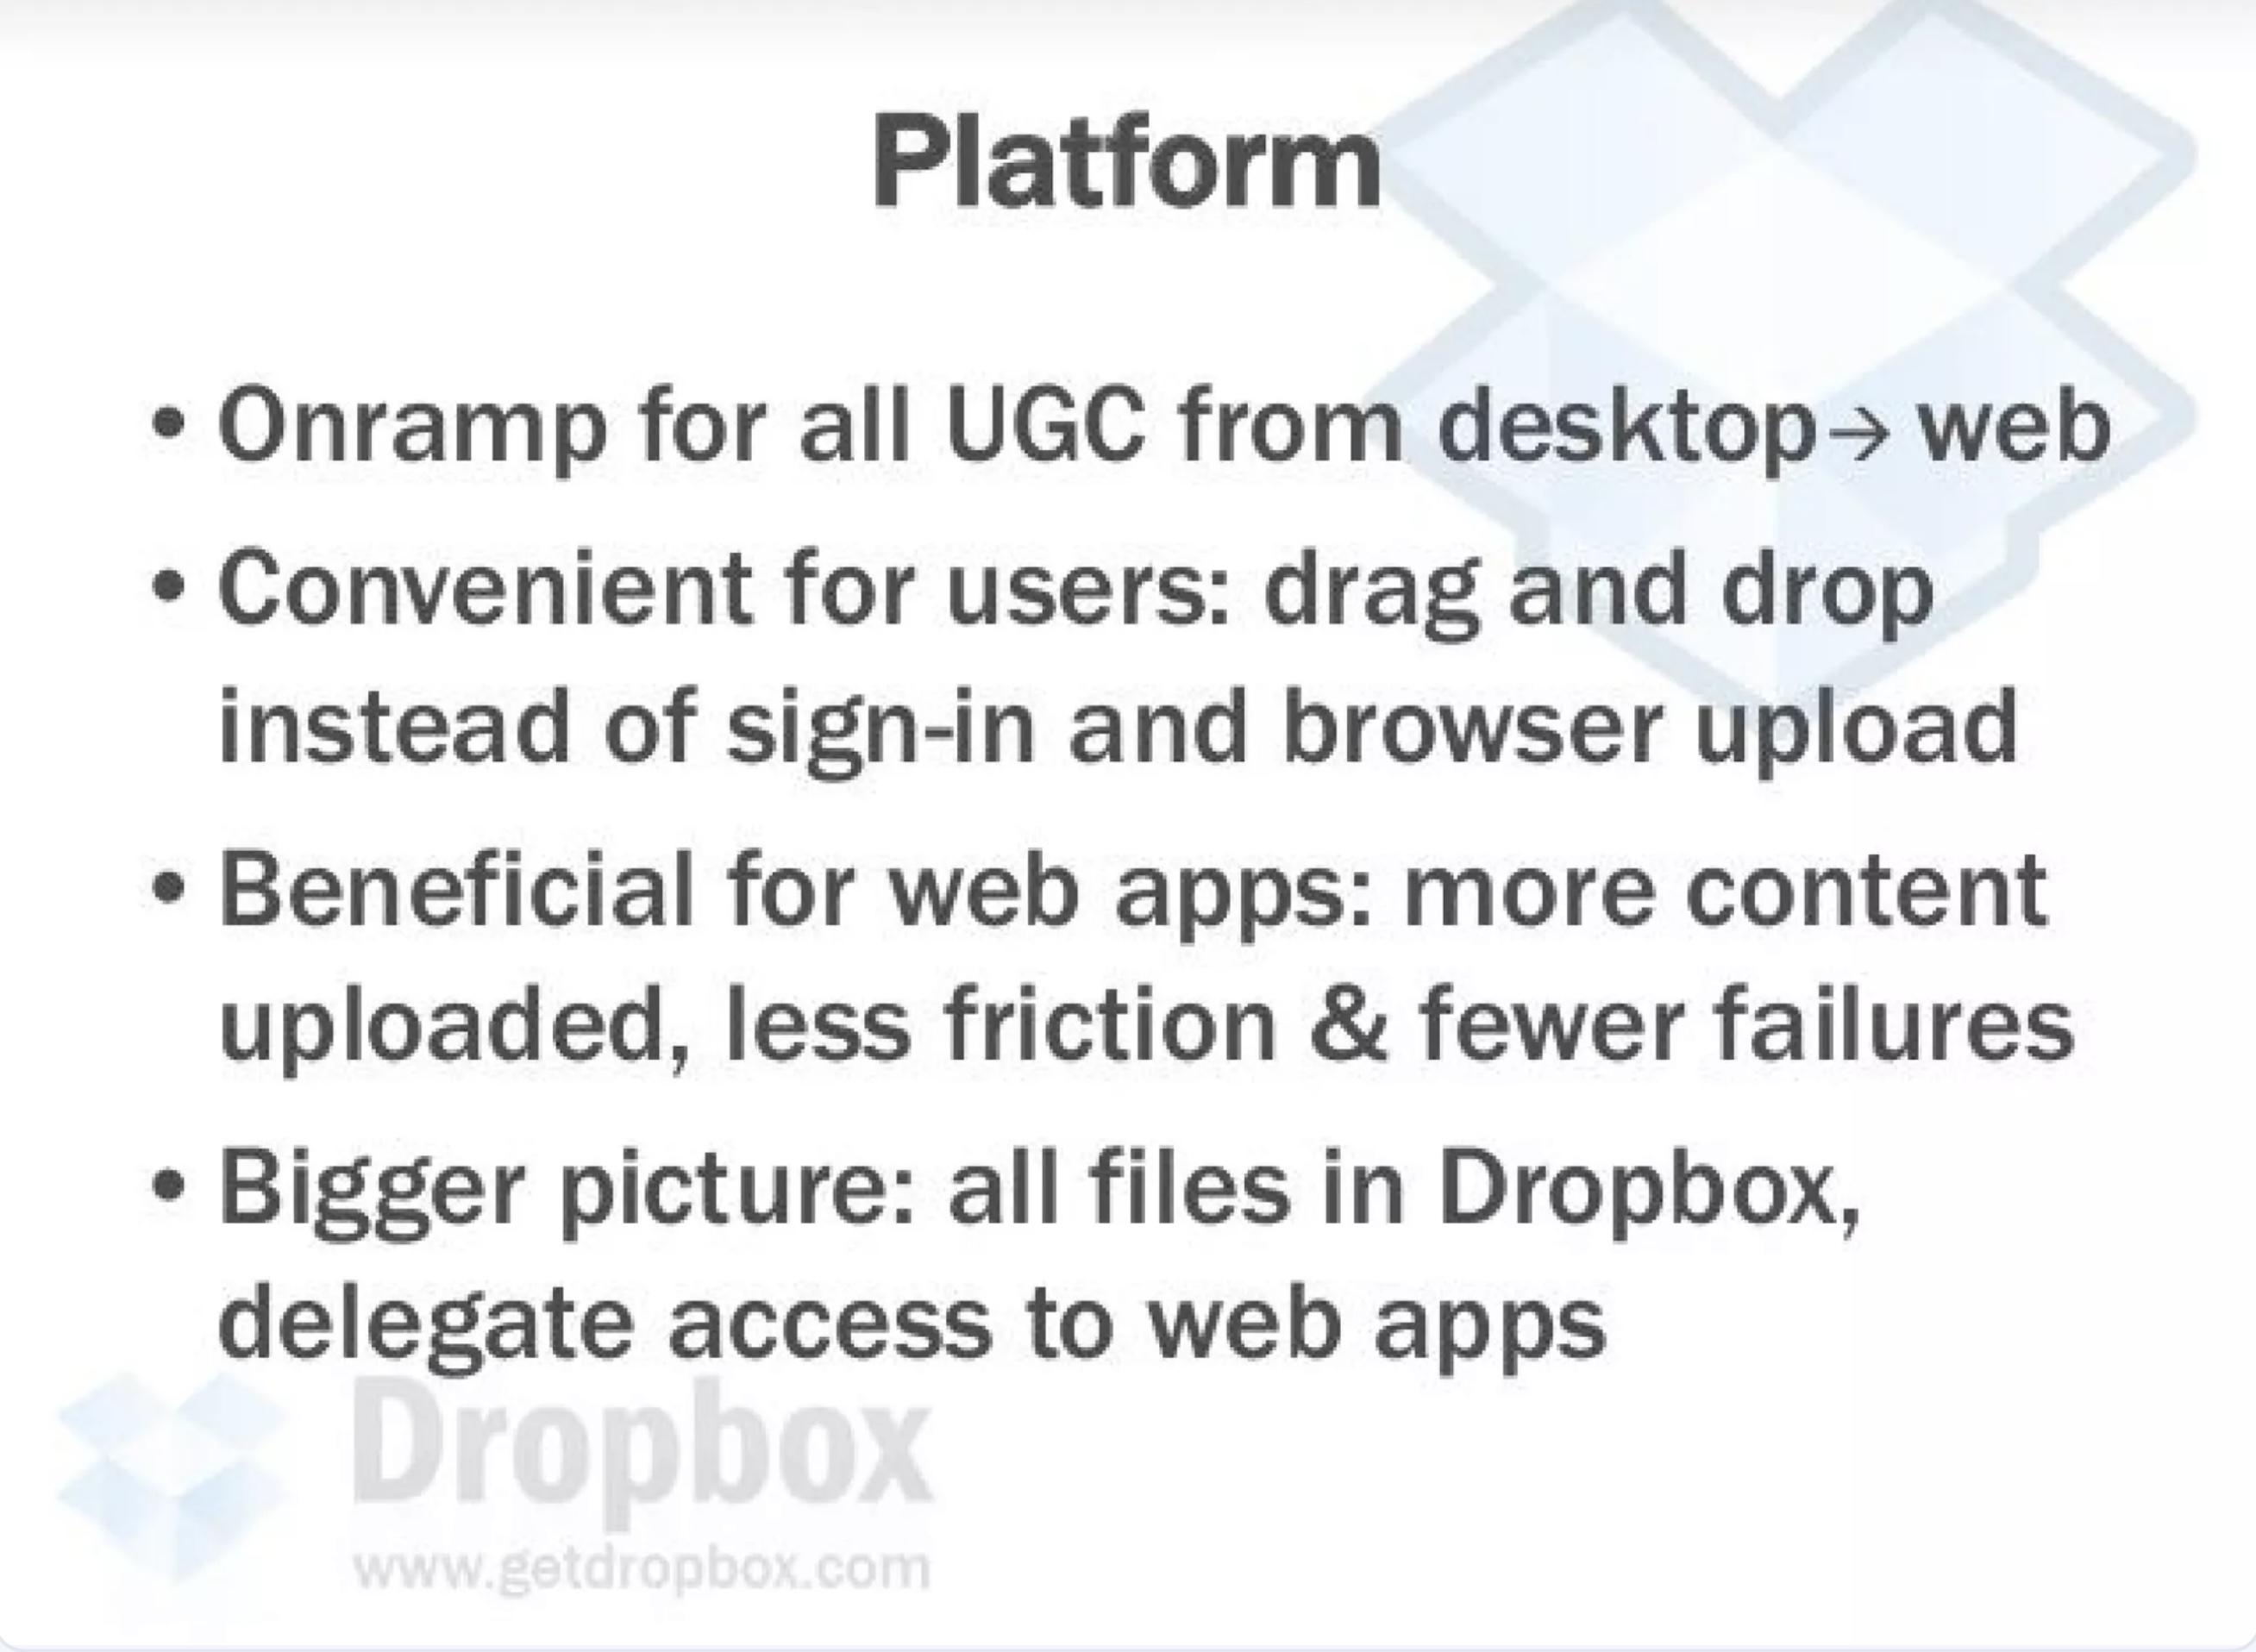 Platform
• Onramp for all UGC from desktop→ web
• Convenient for users: drag and drop
instead of sign-in and browser upload
• Beneficial for web apps: more content
uploaded, less friction & fewer failures
• Bigger picture: all files in Dropbox,
delegate access to web apps
Dropbox
www.getdropbox.com